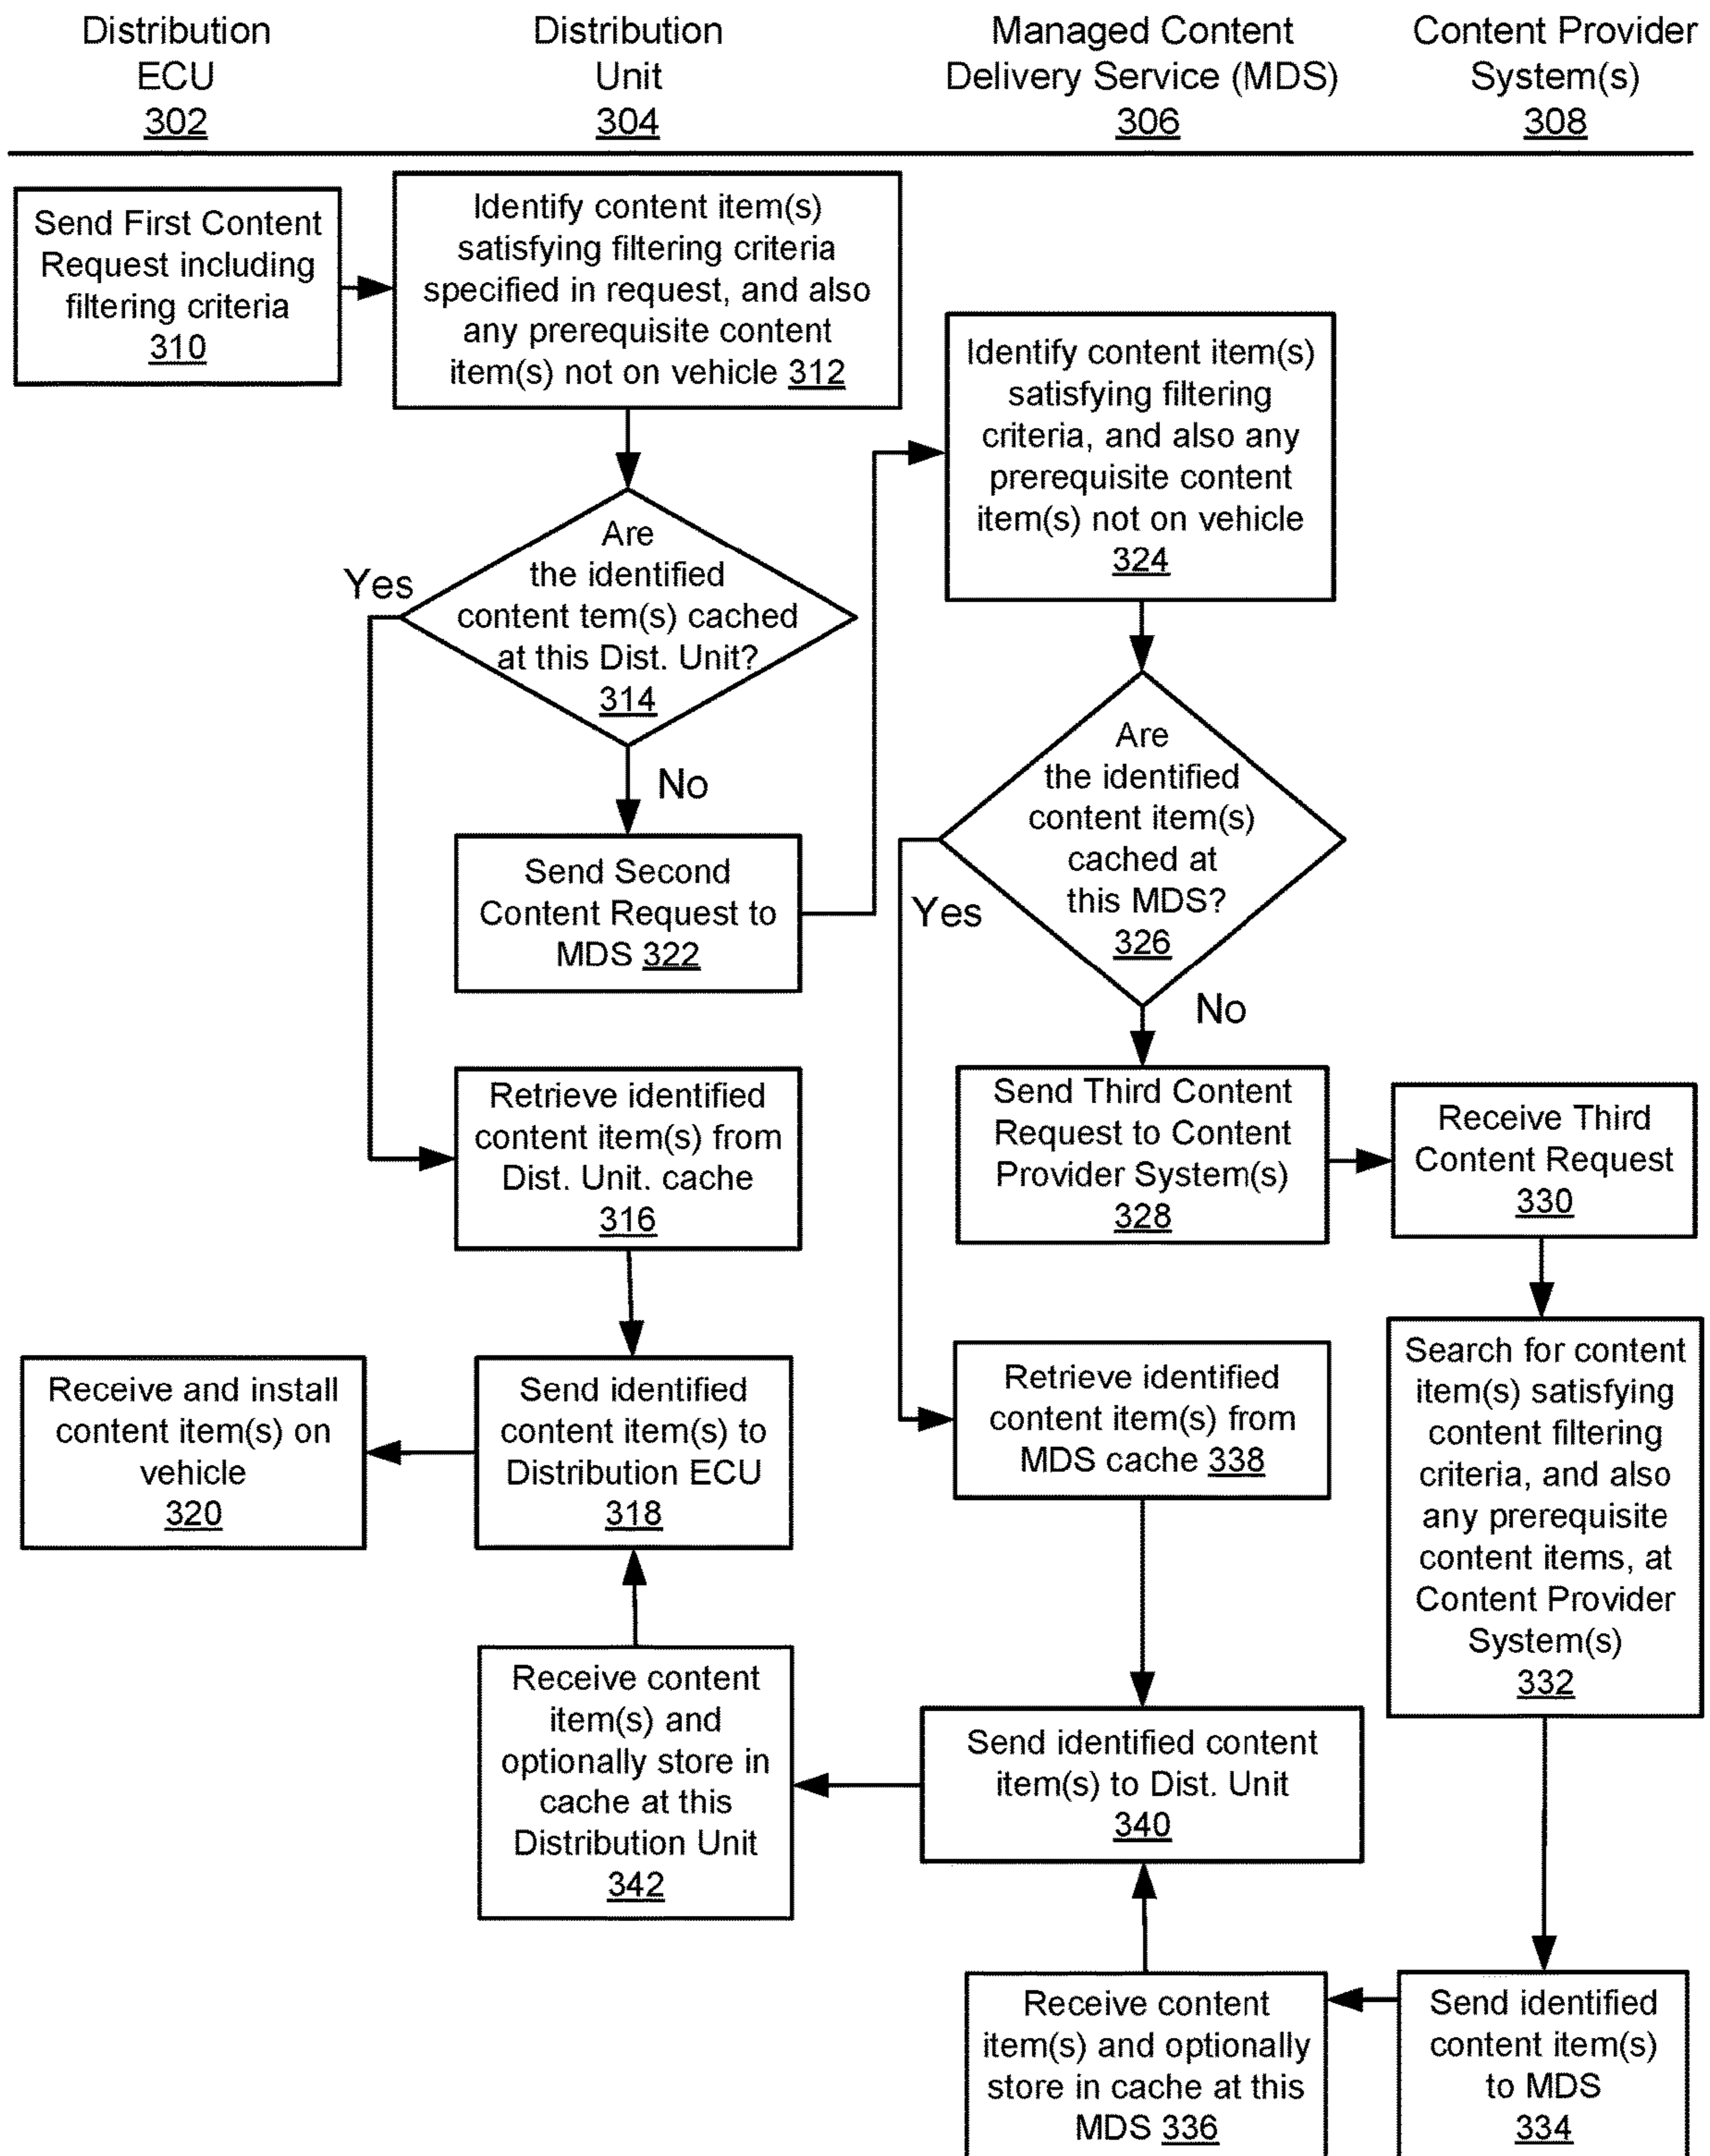 Distribution
ECU
302
Distribution
Unit
304
Managed Content
Delivery Service (MDS)
306
Content Provider
System(s)
308
Send First Content
Request including
filtering criteria
310
Identify content item(s)
satisfying filtering criteria
specified in request, and also
any prerequisite content
item(s) not on vehicle 312
Identify content item(s)
satisfying filtering
criteria, and also any
prerequisite content
item(s) not on vehicle
324
Are
the identified
content tem(s) cached
at this Dist. Unit?
314
Yes
No
Are
the identified
content item(s)
cached at
this MDS?
326
Yes
No
Send Second
Content Request to
MDS 322
Retrieve identified
content item(s) from
Dist. Unit. cache
316
Send Third Content
Request to Content
Provider System(s)
328
Receive Third
Content Request
330
Receive and install
content item(s) on
vehicle
320
Send identified
content item(s) to
Distribution ECU
318
Retrieve identified
content item(s) from
MDS cache 338
Search for content
item(s) satisfying
content filtering
criteria, and also
any prerequisite
content items, at
Content Provider
System(s)
332
Receive content
item(s) and
optionally store in
cache at this
Distribution Unit
342
Send identified content
item(s) to Dist. Unit
340
Receive content
item(s) and optionally
store in cache at this
MDS 336
Send identified
content item(s)
to MDS
334